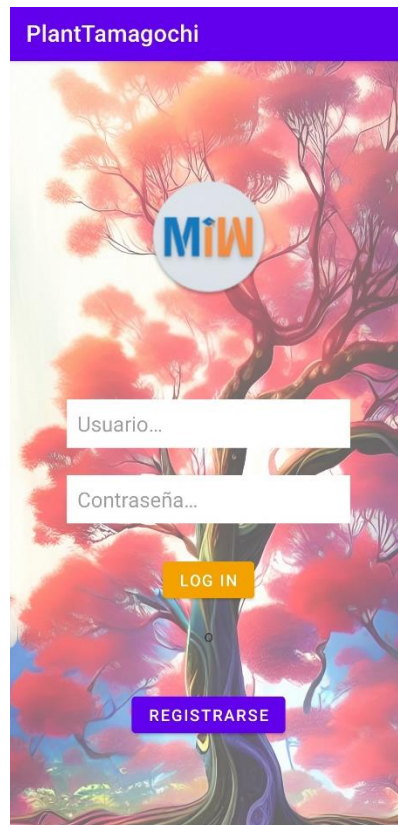 PlantTamagochi
MiW
Usuario...
Contraseña...
LOG IN
o
REGISTRARSE